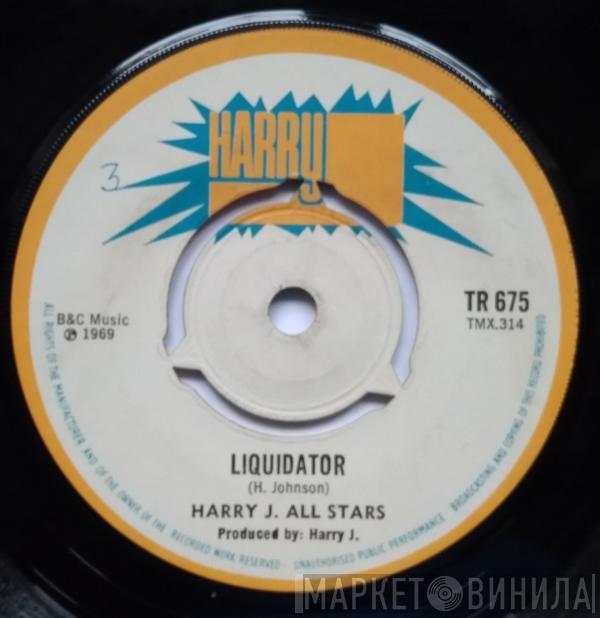 HARRY J
3
B&C Music
℗ 1969
TR 675
TMX.314
LIQUIDATOR
(H. Johnson)
HARRY J. ALL STARS
Produced by: Harry J.
ALL RIGHTS OF THE MANUFACTURER AND OF THE OWNER OF THE RECORDED WORK RESERVED - UNAUTHORISED PUBLIC PERFORMANCE BROADCASTING AND COPYING OF THIS RECORD PROHIBITED
МАРКЕТ ВИНИЛА